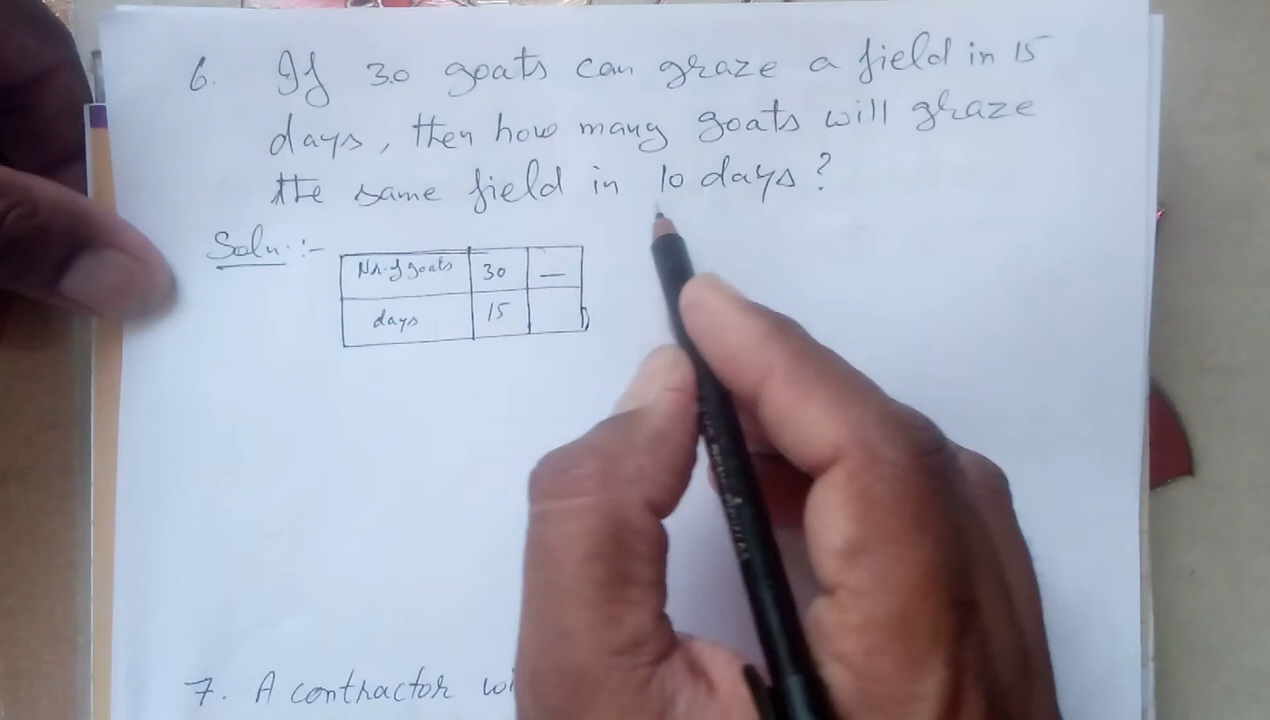 6. If 30 goats can graze a field in 15
days, then how many goats will graze
the same field in 10 days?
Soln. :-
No. of goats 30 —
days 15
7. A contractor wi